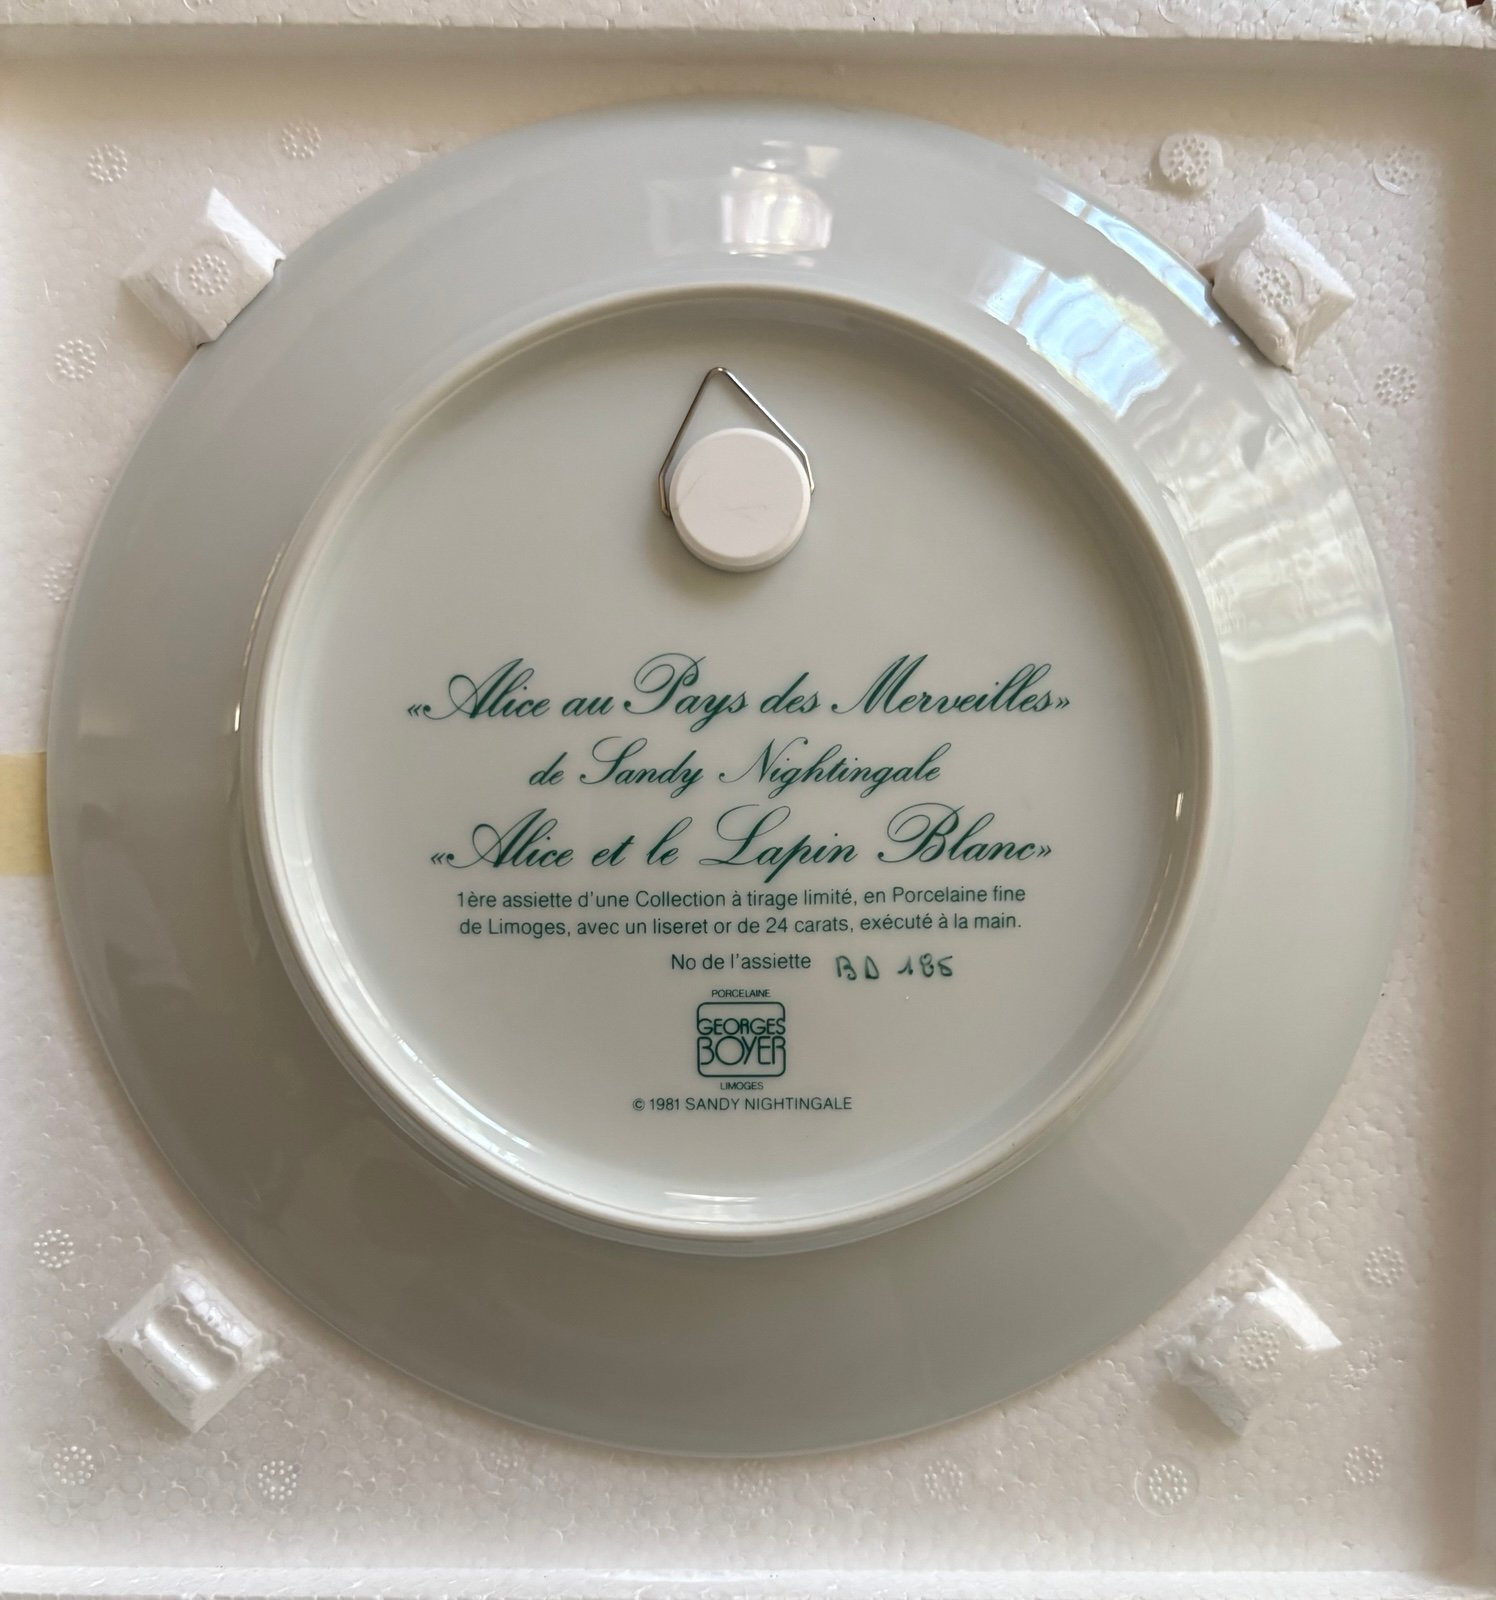 «Alice au Pays des Merveilles»
de Sandy Nightingale
«Alice et le Lapin Blanc»
1ère assiette d'une Collection à tirage limité, en Porcelaine fine
de Limoges, avec un liseret or de 24 carats, exécuté à la main.
No de l'assiette BD 186
PORCELAINE
GEORGES
BOYER
LIMOGES
© 1981 SANDY NIGHTINGALE